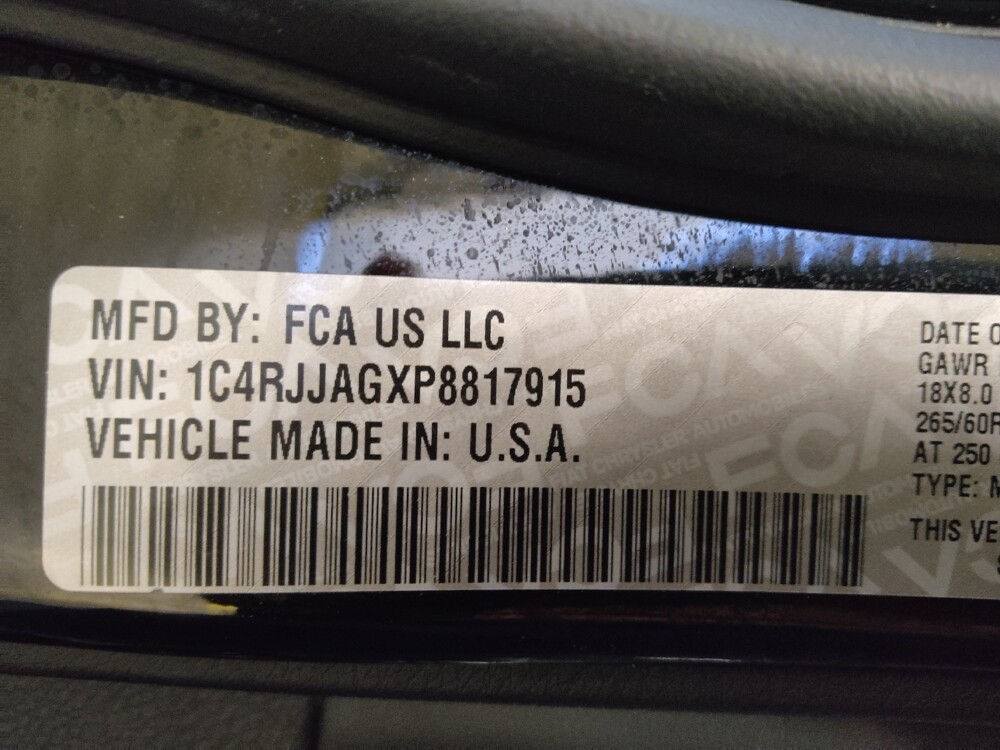 MFD BY: FCA US LLC
VIN: 1C4RJJAGXP8817915
VEHICLE MADE IN: U.S.A.
DATE O
GAWR
18X8.0
265/60R
AT 250
TYPE: M
THIS VE